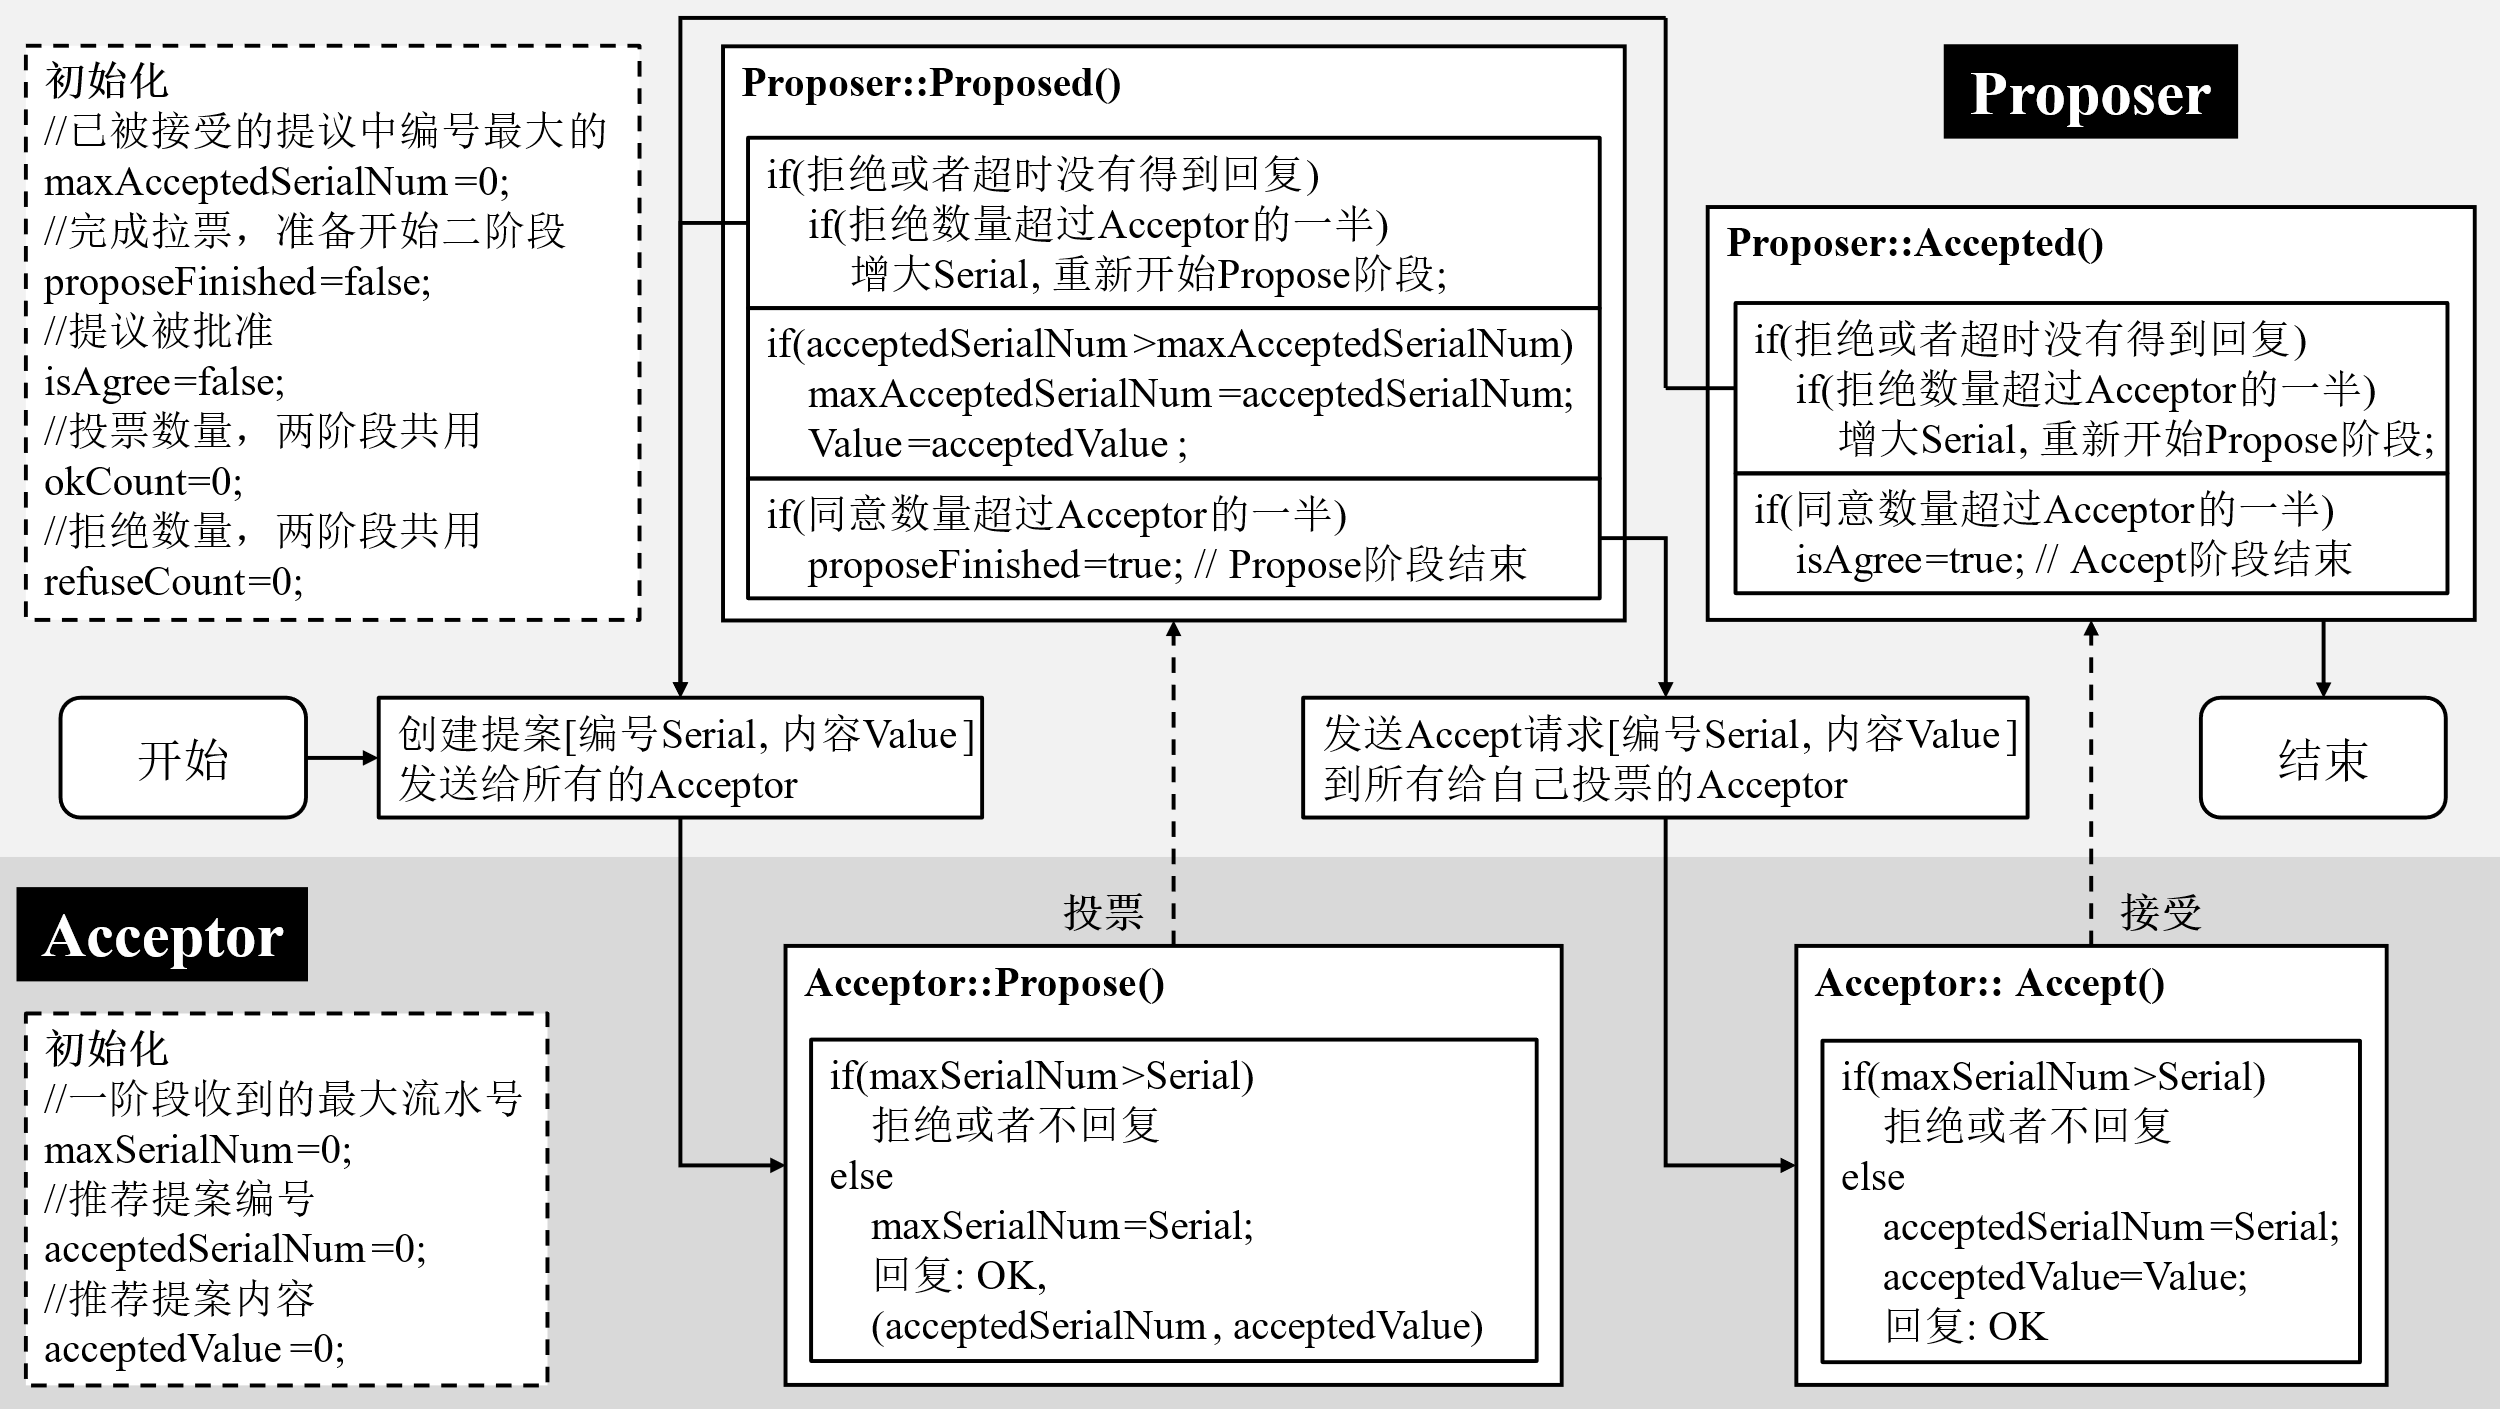 初始化
//已被接受的提议中编号最大的
maxAcceptedSerialNum=0;
//完成拉票，准备开始二阶段
proposeFinished=false;
//提议被批准
isAgree=false;
//投票数量，两阶段共用
okCount=0;
//拒绝数量，两阶段共用
refuseCount=0;
Proposer::Proposed()
if(拒绝或者超时没有得到回复)
if(拒绝数量超过Acceptor的一半)
增大Serial, 重新开始Propose阶段;
if(acceptedSerialNum>maxAcceptedSerialNum)
maxAcceptedSerialNum=acceptedSerialNum;
Value=acceptedValue;
if(同意数量超过Acceptor的一半)
proposeFinished=true; // Propose阶段结束
Proposer
Proposer::Accepted()
if(拒绝或者超时没有得到回复)
if(拒绝数量超过Acceptor的一半)
增大Serial, 重新开始Propose阶段;
if(同意数量超过Acceptor的一半)
isAgree=true; // Accept阶段结束
开始
创建提案[编号Serial, 内容Value]
发送给所有的Acceptor
发送Accept请求[编号Serial, 内容Value]
到所有给自己投票的Acceptor
结束
Acceptor
投票
接受
初始化
//一阶段收到的最大流水号
maxSerialNum=0;
//推荐提案编号
acceptedSerialNum=0;
//推荐提案内容
acceptedValue=0;
Acceptor::Propose()
if(maxSerialNum>Serial)
拒绝或者不回复
else
maxSerialNum=Serial;
回复: OK,
(acceptedSerialNum, acceptedValue)
Acceptor:: Accept()
if(maxSerialNum>Serial)
拒绝或者不回复
else
acceptedSerialNum=Serial;
acceptedValue=Value;
回复: OK